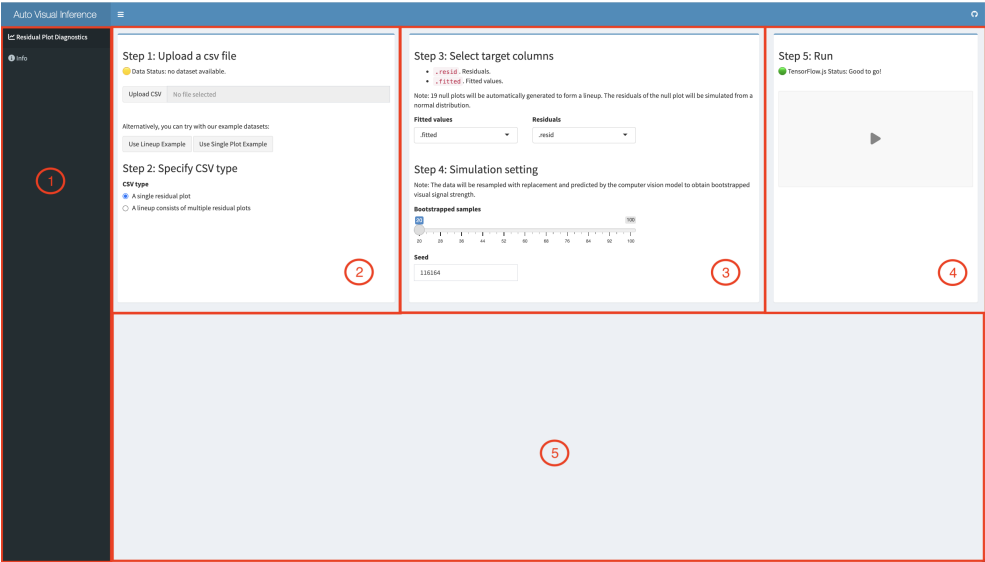 Auto Visual Inference
Residual Plot Diagnostics
Info
1
Step 1: Upload a csv file
Data Status: no dataset available.
Upload CSV No file selected
Alternatively, you can try with our example datasets:
Use Lineup Example Use Single Plot Example
Step 2: Specify CSV type
CSV type
A single residual plot
A lineup consists of multiple residual plots
2
Step 3: Select target columns
.resid. Residuals.
.fitted. Fitted values.
Note: 19 null plots will be automatically generated to form a lineup. The residuals of the null plot will be simulated from a
normal distribution.
Fitted values Residuals
.fitted .resid
Step 4: Simulation setting
Note: The data will be resampled with replacement and predicted by the computer vision model to obtain bootstrapped
visual signal strength.
Bootstrapped samples
20 100
20 28 36 44 52 60 68 76 84 92 100
Seed
116164
3
Step 5: Run
TensorFlow.js Status: Good to go!
4
5